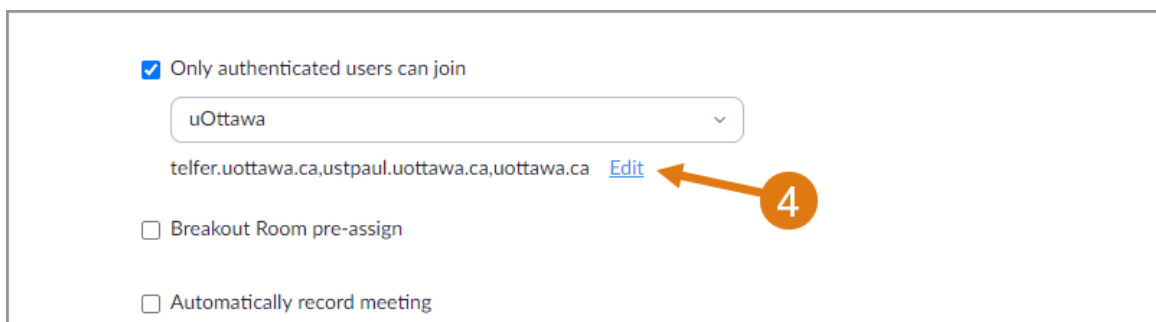 Only authenticated users can join
uOttawa
telfer.uottawa.ca,ustpaul.uottawa.ca,uottawa.ca Edit
4
Breakout Room pre-assign
Automatically record meeting